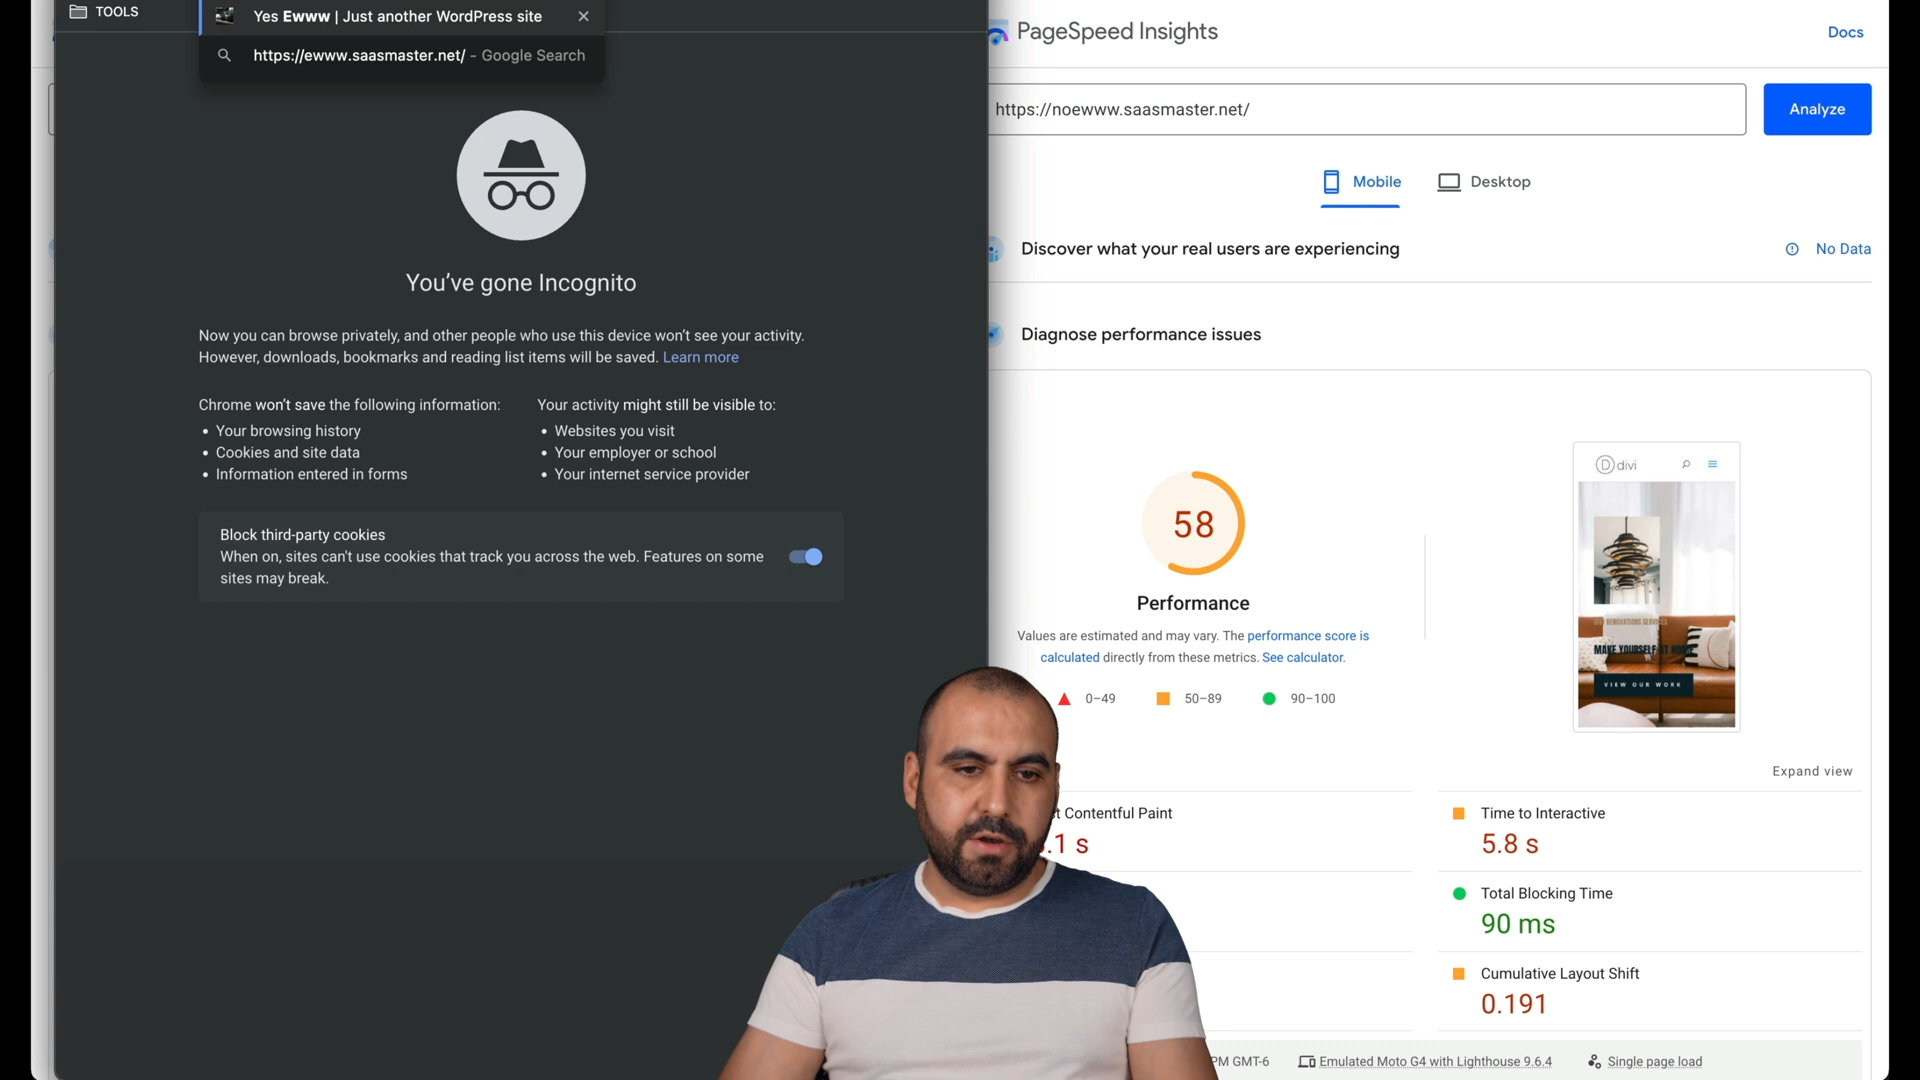 TOOLS
Yes Ewww | Just another WordPress site
https://ewww.saasmaster.net/ - Google Search
You've gone Incognito
Now you can browse privately, and other people who use this device won't see your activity.
However, downloads, bookmarks and reading list items will be saved. Learn more
Chrome won't save the following information:
Your browsing history
Cookies and site data
Information entered in forms
Your activity might still be visible to:
Websites you visit
Your employer or school
Your internet service provider
Block third-party cookies
When on, sites can't use cookies that track you across the web. Features on some
sites may break.
PageSpeed Insights
Docs
https://noewww.saasmaster.net/
Analyze
Mobile
Desktop
Discover what your real users are experiencing
No Data
Diagnose performance issues
58
Performance
Values are estimated and may vary. The performance score is
calculated directly from these metrics. See calculator.
0–49
50–89
90–100
divi
MAKE YOURSELF AT HOME
VIEW OUR WORK
Expand view
Contentful Paint
.1 s
Time to Interactive
5.8 s
Total Blocking Time
90 ms
Cumulative Layout Shift
0.191
PM GMT-6
Emulated Moto G4 with Lighthouse 9.6.4
Single page load